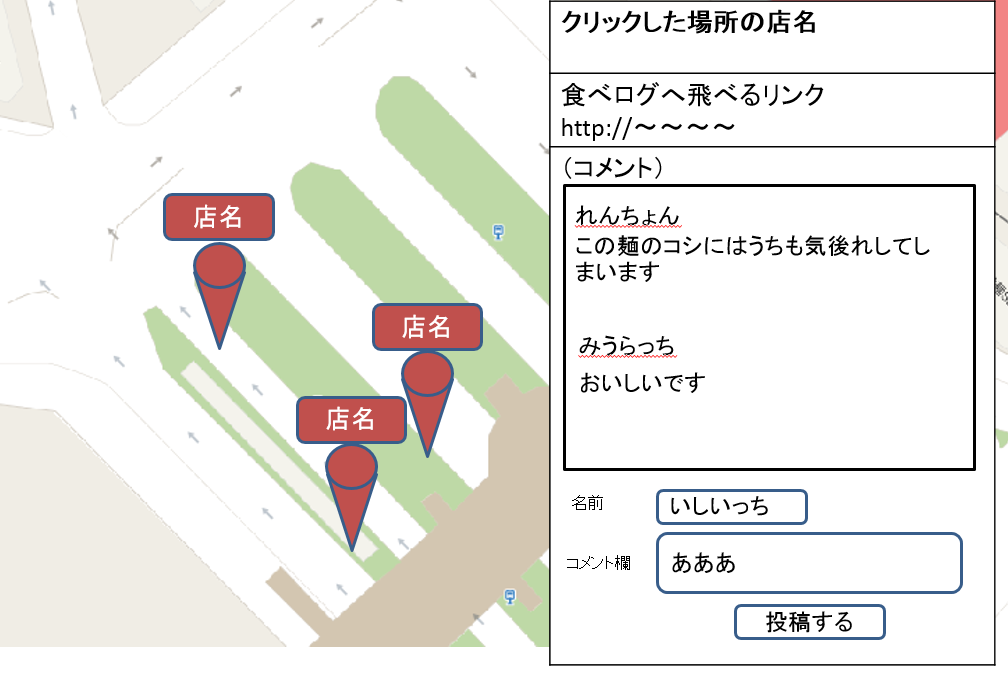 店名
店名
店名
クリックした場所の店名
食べログへ飛べるリンク
http://～～～～
（コメント）
れんちょん
この麺のコシにはうちも気後れしてし
まいます
みうらっち
おいしいです
名前
いしいっち
コメント欄
あああ
投稿する